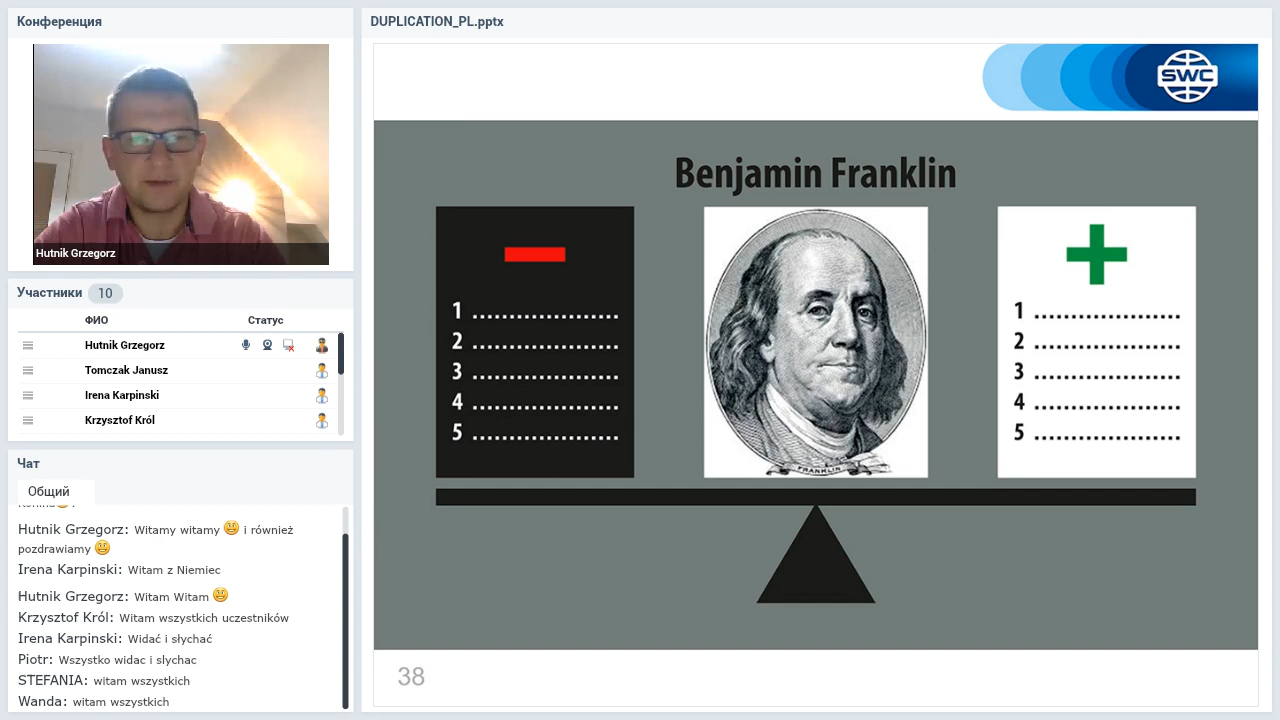 Конференция
Hutnik Grzegorz
Участники 10
ФИО Статус
Hutnik Grzegorz
Tomczak Janusz
Irena Karpinski
Krzysztof Król
Чат
Общий
Hutnik Grzegorz: Witamy witamy i również
pozdrawiamy
Irena Karpinski: Witam z Niemiec
Hutnik Grzegorz: Witam Witam
Krzysztof Król: Witam wszystkich uczestników
Irena Karpinski: Widać i słychać
Piotr: Wszystko widac i slychac
STEFANIA: witam wszystkich
Wanda: witam wszystkich
DUPLICATION_PL.pptx
SWC
Benjamin Franklin
1 ....................
2 ....................
3 ....................
4 ....................
5 ....................
FRANKLIN
1 ....................
2 ....................
3 ....................
4 ....................
5 ....................
38